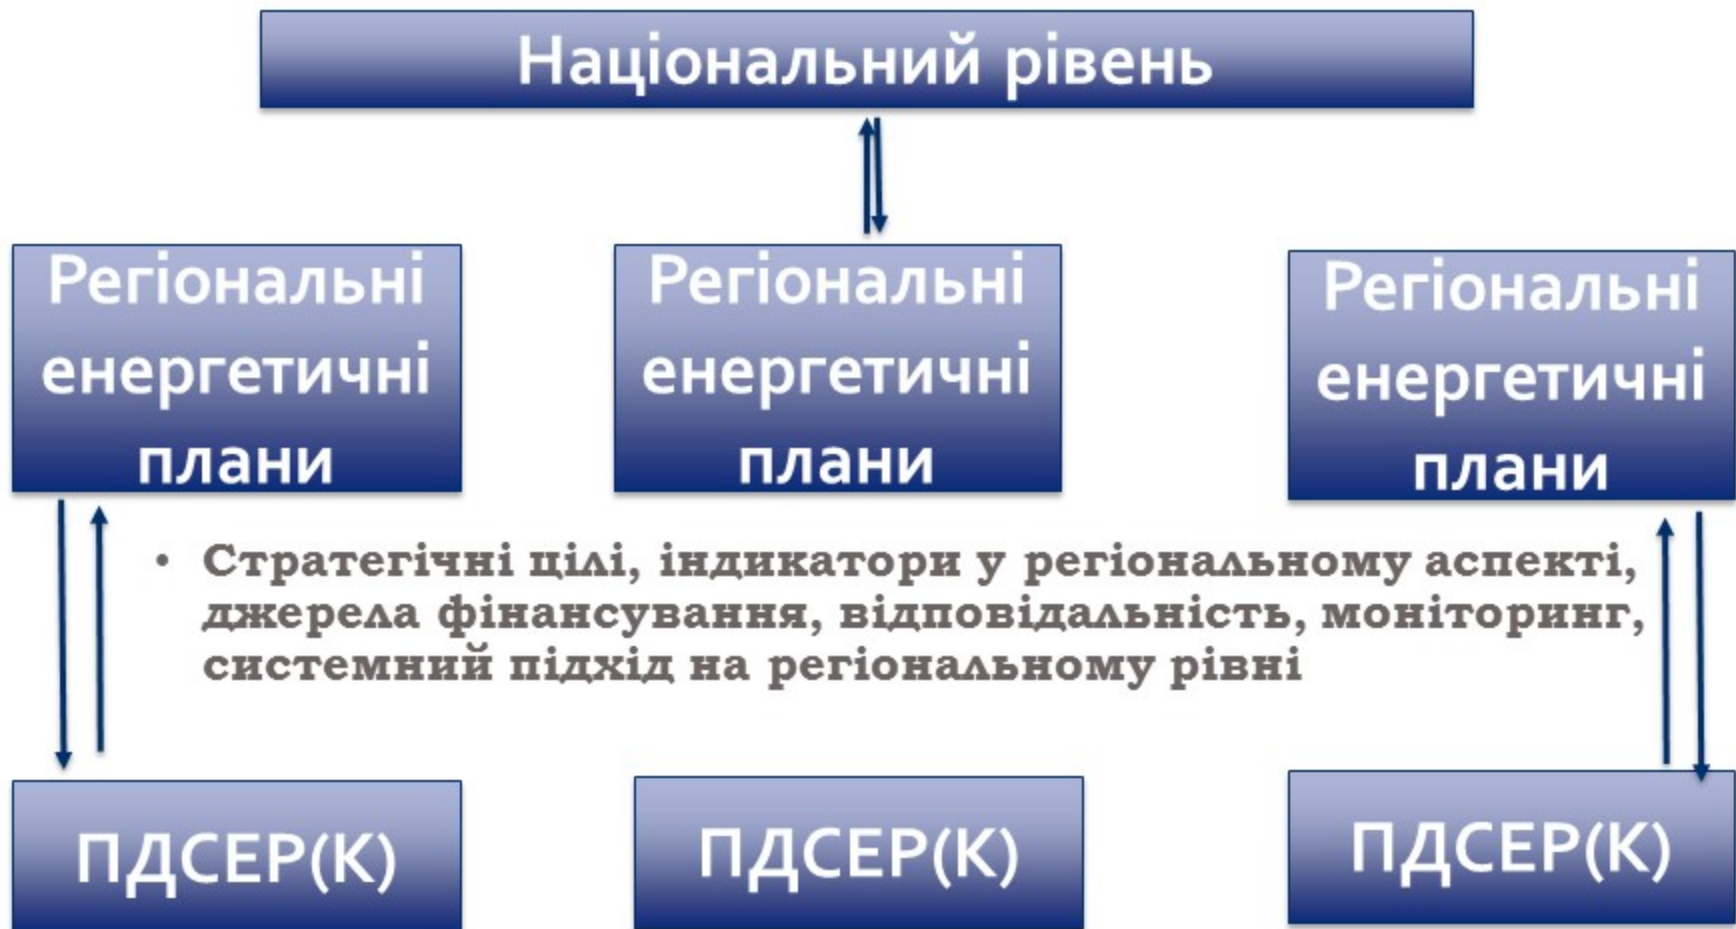 Національний рівень
Регіональні
енергетичні
плани
Регіональні
енергетичні
плани
Регіональні
енергетичні
плани
• Стратегічні цілі, індикатори у регіональному аспекті,
джерела фінансування, відповідальність, моніторинг,
системний підхід на регіональному рівні
ПДСЕР(К)
ПДСЕР(К)
ПДСЕР(К)